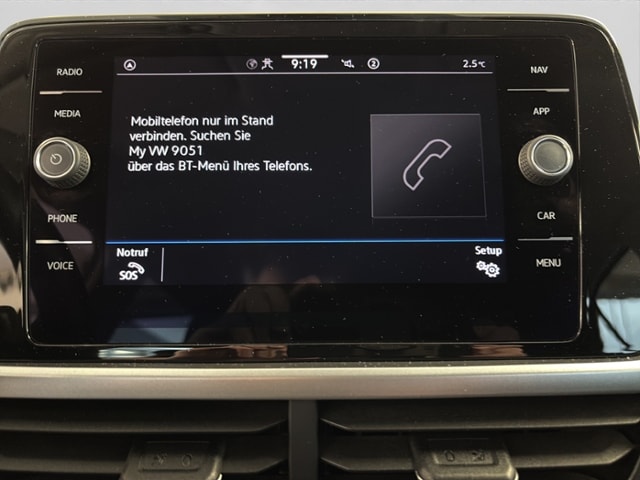 RADIO
MEDIA
PHONE
VOICE
9:19
2
2.5°C
Mobiltelefon nur im Stand
verbinden. Suchen Sie
My VW 9051
über das BT-Menü Ihres Telefons.
Notruf
SOS
Setup
NAV
APP
CAR
MENU